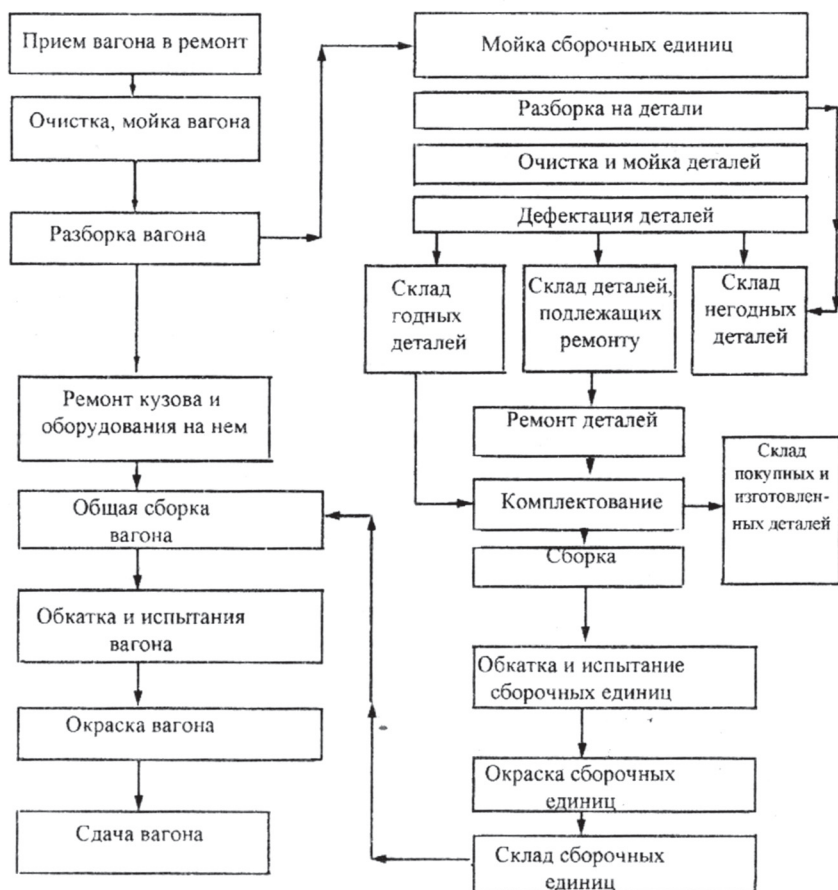 Прием вагона в ремонт
Очистка, мойка вагона
Разборка вагона
Ремонт кузова и
оборудования на нем
Общая сборка
вагона
Обкатка и испытания
вагона
Окраска вагона
Сдача вагона
Мойка сборочных единиц
Разборка на детали
Очистка и мойка деталей
Дефектация деталей
Склад
годных
деталей
Склад деталей,
подлежащих
ремонту
Склад
негодных
деталей
Ремонт деталей
Комплектование
Склад
покупных и
изготовлен-
ных деталей
Сборка
Обкатка и испытание
сборочных единиц
Окраска сборочных
единиц
Склад сборочных
единиц